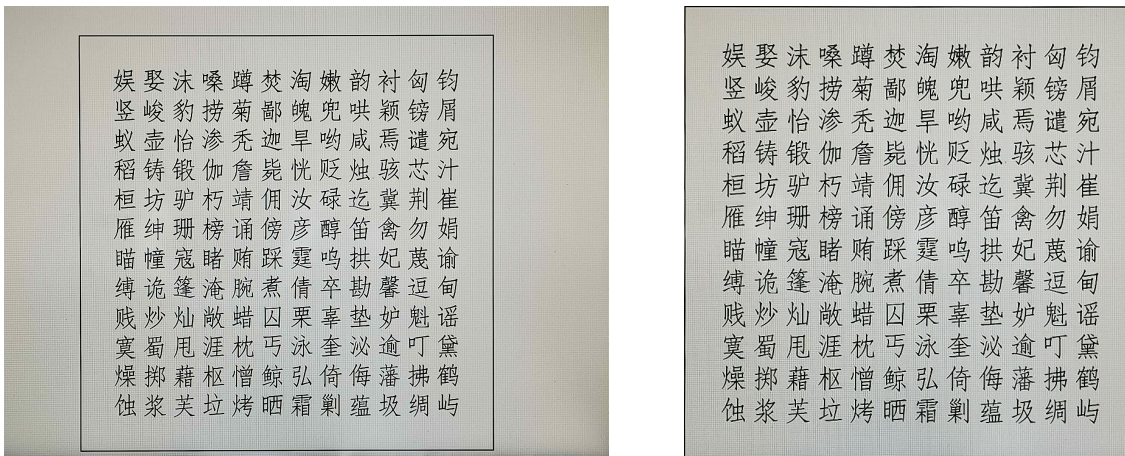 娱娶沫嗓蹲焚淘嫩韵衬匈钧
竖峻豹捞菊鄙魄兜哄颖镑屑
蚁壶怡渗秃迦旱哟咸焉谴宛
稻铸锻伽詹毙恍贬烛骇芯汁
桓坊驴朽靖佣汝碌迄冀荆崔
雁绅珊榜诵傍彦醇笛禽勿娟
瞄幢寇睹贿踩霆呜拱妃蔑谕
缚诡篷淹腕煮倩卒勘馨逗甸
贱炒灿敞蜡囚栗辜垫妒魁谣
寞蜀甩涯枕丐泳奎泌逾叮黛
燥掷藉枢憎鲸弘倚侮藩拂鹤
蚀浆芙垃烤晒霜剿蕴圾绸屿
娱娶沫嗓蹲焚淘嫩韵衬匈钧
竖峻豹捞菊鄙魄兜哄颖镑屑
蚁壶怡渗秃迦旱哟咸焉谴宛
稻铸锻伽詹毙恍贬烛骇芯汁
桓坊驴朽靖佣汝碌迄冀荆崔
雁绅珊榜诵傍彦醇笛禽勿娟
瞄幢寇睹贿踩霆呜拱妃蔑谕
缚诡篷淹腕煮倩卒勘馨逗甸
贱炒灿敞蜡囚栗辜垫妒魁谣
寞蜀甩涯枕丐泳奎泌逾叮黛
燥掷藉枢憎鲸弘倚侮藩拂鹤
蚀浆芙垃烤晒霜剿蕴圾绸屿